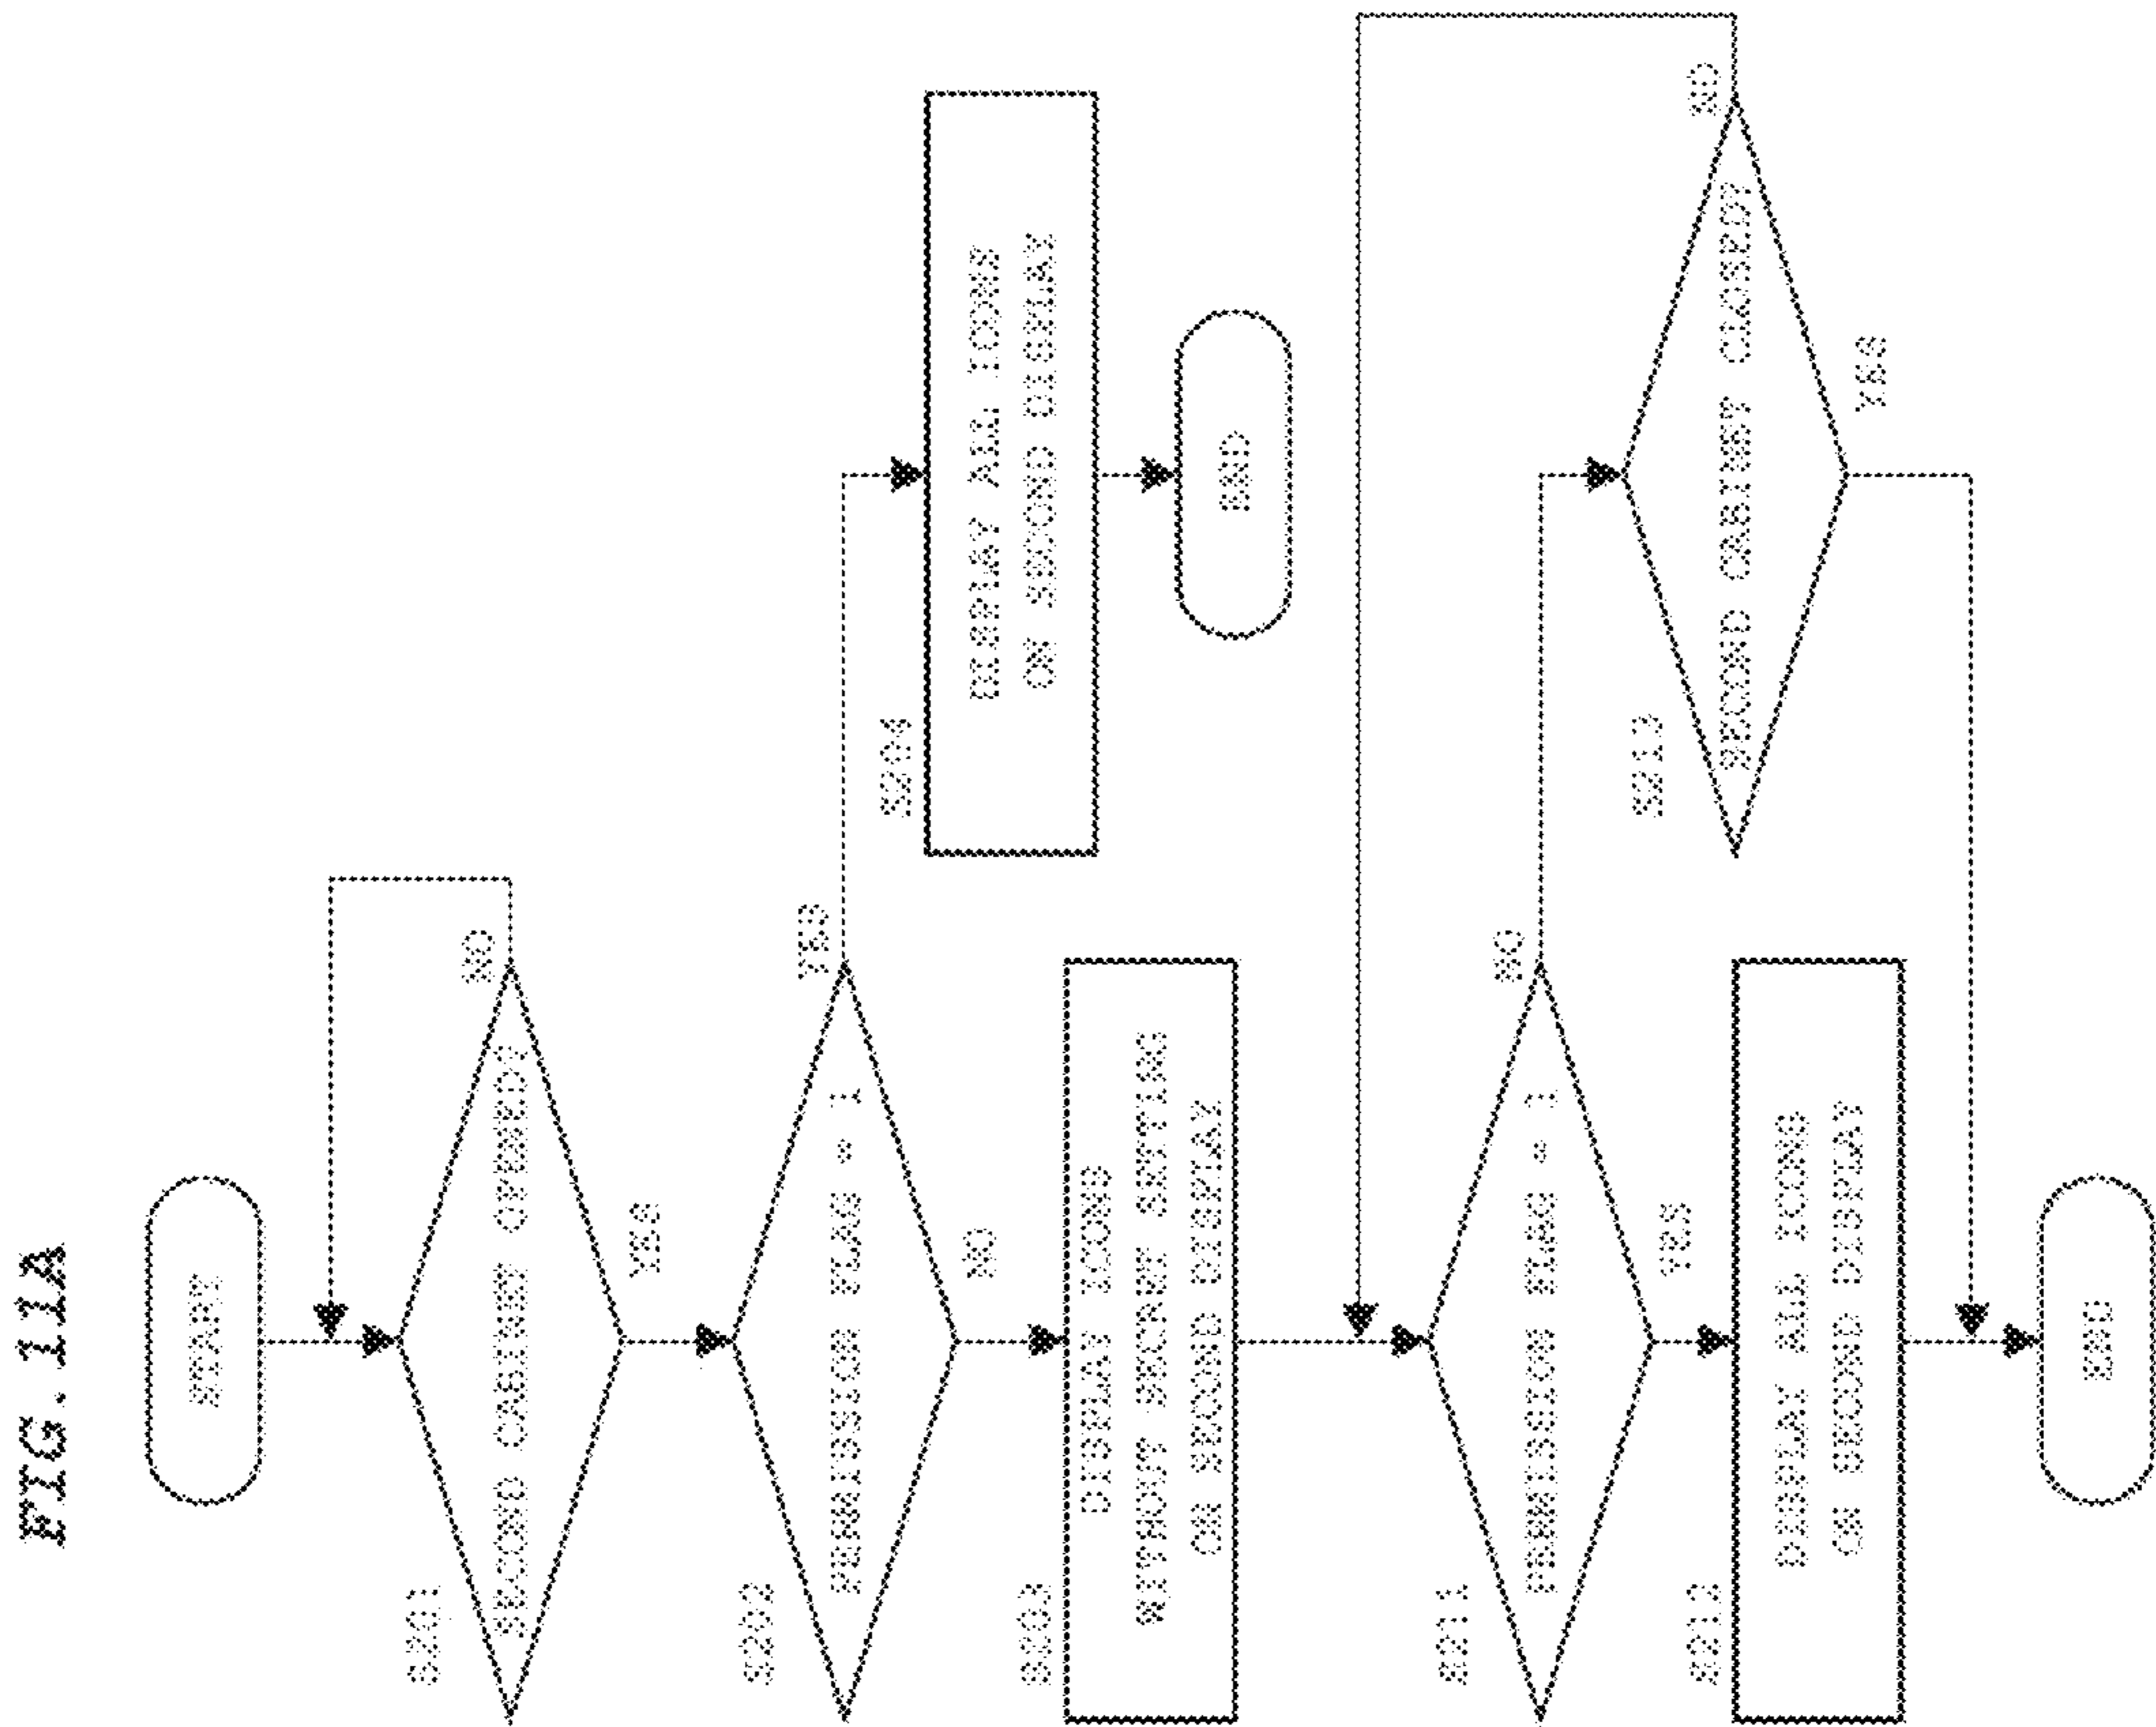 FIG. 11A
START
S201
SECOND CABINET OPENED?
NO
YES
S202
PERMISSION FLAG = 1
YES
NO
S204
DISPLAY ALL ICONS
ON SECOND DISPLAY
END
S203
DISPLAY ICONS
WITHOUT SECRET SETTING
ON SECOND DISPLAY
S211
PERMISSION FLAG = 1
NO
YES
S213
SECOND CABINET CLOSED?
NO
YES
S212
DISPLAY ALL ICONS
ON SECOND DISPLAY
END